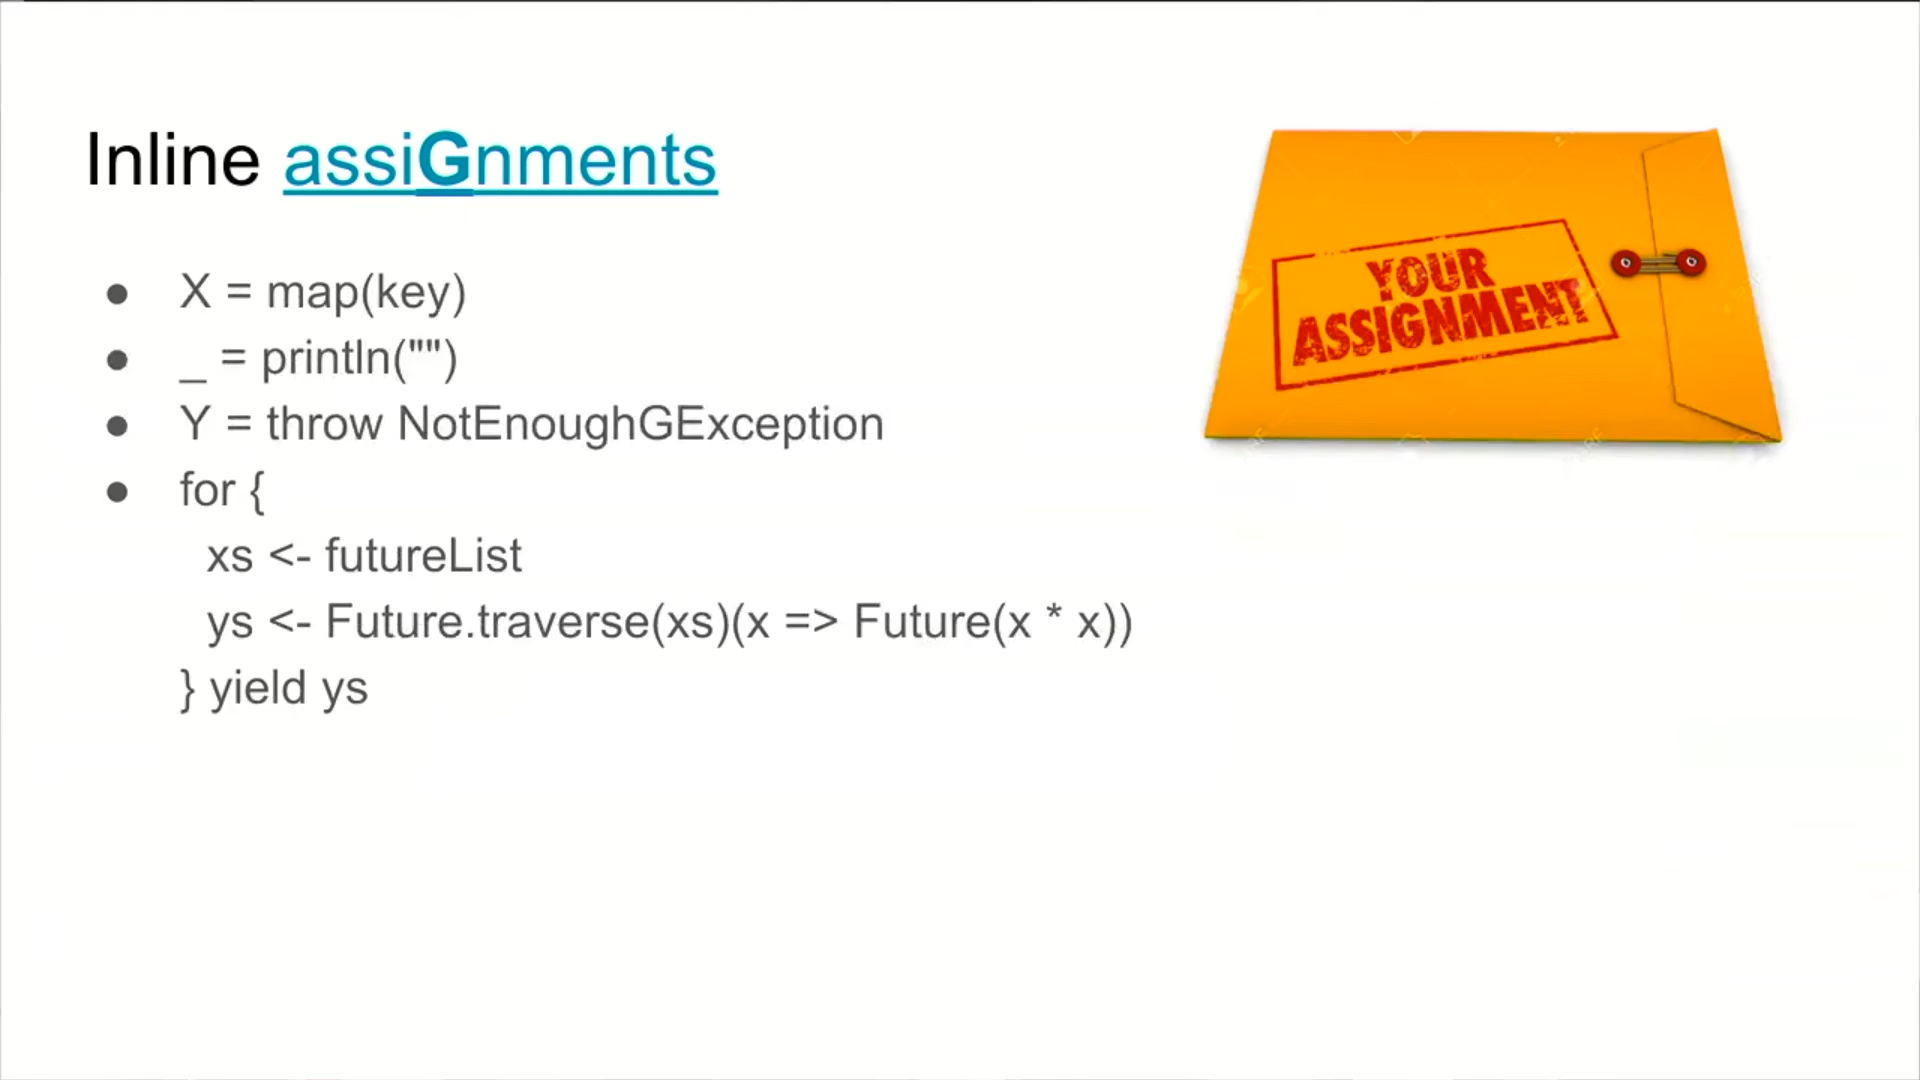 Inline assiGnments
● X = map(key)
● _ = println("")
● Y = throw NotEnoughGException
● for {
xs <- futureList
ys <- Future.traverse(xs)(x => Future(x * x))
} yield ys
YOUR
ASSIGNMENT